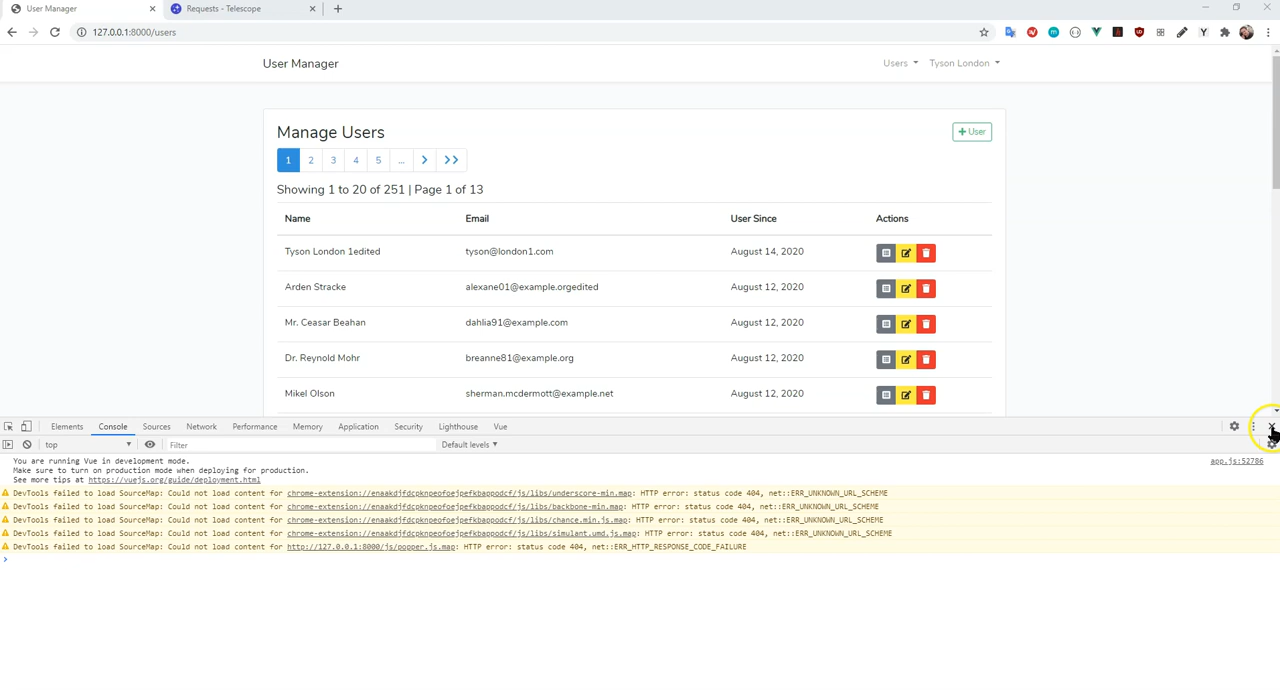 User Manager
Requests - Telescope
127.0.0.1:8000/users
User Manager
Users
Tyson London
Manage Users
+ User
1 2 3 4 5 ... > >>
Showing 1 to 20 of 251 | Page 1 of 13
Name Email User Since Actions
Tyson London 1edited tyson@london1.com August 14, 2020
Arden Stracke alexane01@example.orgedited August 12, 2020
Mr. Ceasar Beahan dahlia91@example.com August 12, 2020
Dr. Reynold Mohr breanne81@example.org August 12, 2020
Mikel Olson sherman.mcdermott@example.net August 12, 2020
Elements Console Sources Network Performance Memory Application Security Lighthouse Vue
top Filter Default levels
You are running Vue in development mode. app.js:52786
Make sure to turn on production mode when deploying for production.
See more tips at https://vuejs.org/guide/deployment.html
DevTools failed to load SourceMap: Could not load content for chrome-extension://enaakdjfdcpknpeofoejpefkbappodcf/js/libs/underscore-min.map: HTTP error: status code 404, net::ERR_UNKNOWN_URL_SCHEME
DevTools failed to load SourceMap: Could not load content for chrome-extension://enaakdjfdcpknpeofoejpefkbappodcf/js/libs/backbone-min.map: HTTP error: status code 404, net::ERR_UNKNOWN_URL_SCHEME
DevTools failed to load SourceMap: Could not load content for chrome-extension://enaakdjfdcpknpeofoejpefkbappodcf/js/libs/chance.min.js.map: HTTP error: status code 404, net::ERR_UNKNOWN_URL_SCHEME
DevTools failed to load SourceMap: Could not load content for chrome-extension://enaakdjfdcpknpeofoejpefkbappodcf/js/libs/simulant.umd.js.map: HTTP error: status code 404, net::ERR_UNKNOWN_URL_SCHEME
DevTools failed to load SourceMap: Could not load content for http://127.0.0.1:8000/js/popper.js.map: HTTP error: status code 404, net::ERR_HTTP_RESPONSE_CODE_FAILURE